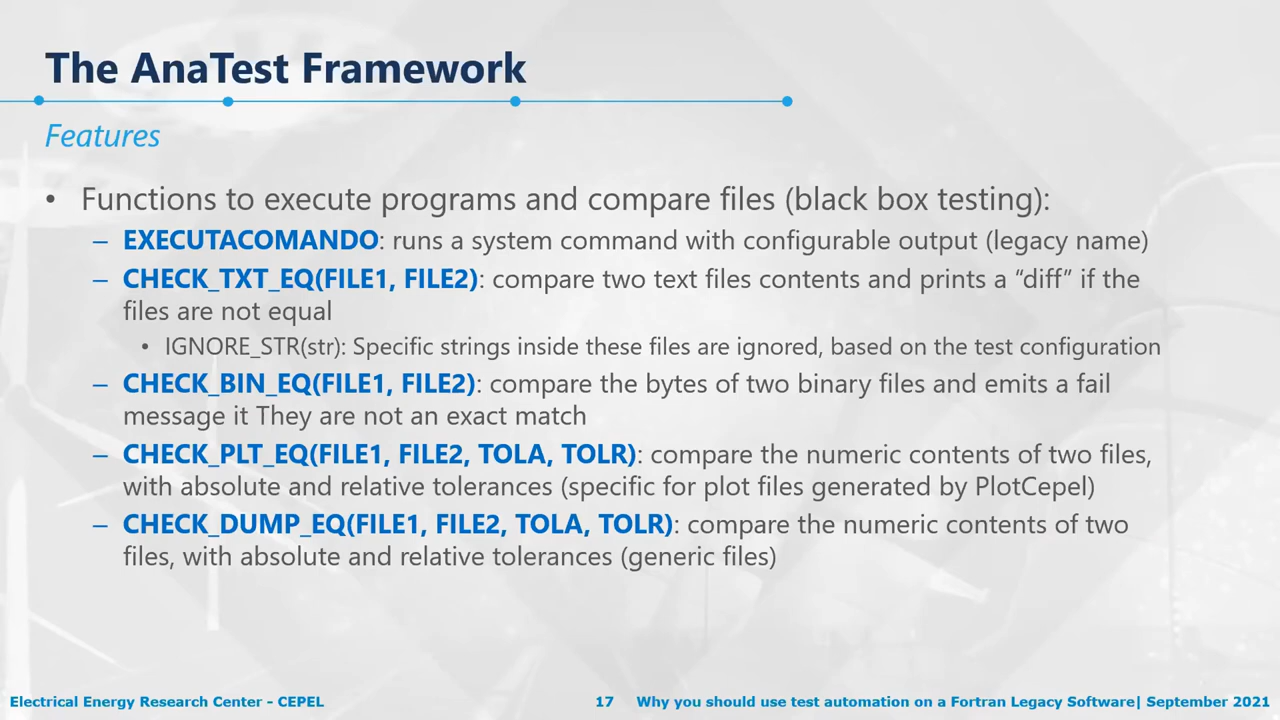 The AnaTest Framework
Features
• Functions to execute programs and compare files (black box testing):
– EXECUTACOMANDO: runs a system command with configurable output (legacy name)
– CHECK_TXT_EQ(FILE1, FILE2): compare two text files contents and prints a “diff” if the
files are not equal
• IGNORE_STR(str): Specific strings inside these files are ignored, based on the test configuration
– CHECK_BIN_EQ(FILE1, FILE2): compare the bytes of two binary files and emits a fail
message it They are not an exact match
– CHECK_PLT_EQ(FILE1, FILE2, TOLA, TOLR): compare the numeric contents of two files,
with absolute and relative tolerances (specific for plot files generated by PlotCepel)
– CHECK_DUMP_EQ(FILE1, FILE2, TOLA, TOLR): compare the numeric contents of two
files, with absolute and relative tolerances (generic files)
Electrical Energy Research Center - CEPEL 17 Why you should use test automation on a Fortran Legacy Software| September 2021